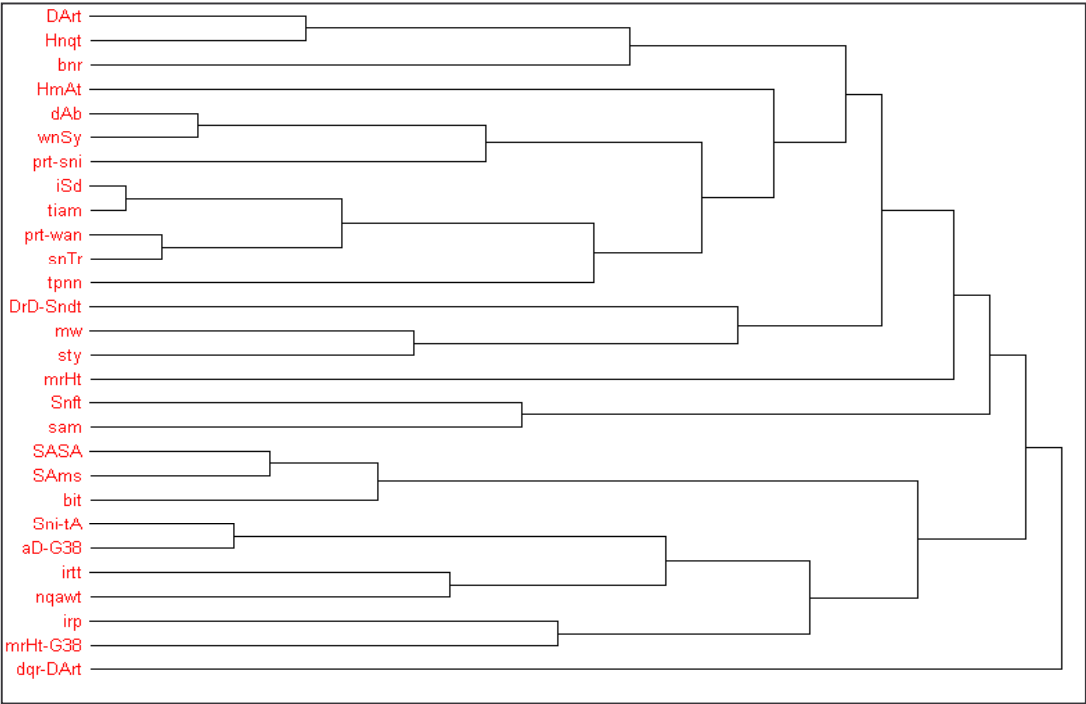 DArt
Hnqt
bnr
HmAt
dAb
wnSy
prt-sni
iSd
tiam
prt-wan
snTr
tpnn
DrD-Sndt
mw
sty
mrHt
Snft
sam
SASA
SAms
bit
Sni-tA
aD-G38
irtt
nqawt
irp
mrHt-G38
dqr-DArt